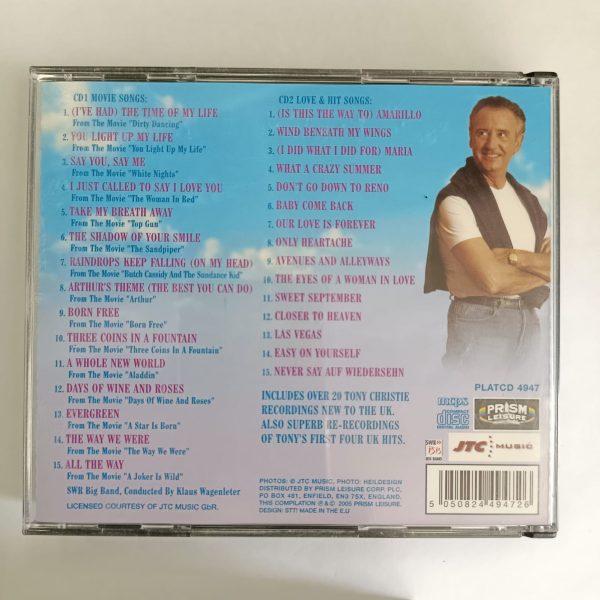 CD1 MOVIE SONGS:
1. (I'VE HAD) THE TIME OF MY LIFE
From The Movie "Dirty Dancing"
2. YOU LIGHT UP MY LIFE
From The Movie "You Light Up My Life"
3. SAY YOU, SAY ME
From The Movie "White Nights"
4. I JUST CALLED TO SAY I LOVE YOU
From The Movie "The Woman In Red"
5. TAKE MY BREATH AWAY
From The Movie "Top Gun"
6. THE SHADOW OF YOUR SMILE
From The Movie "The Sandpiper"
7. RAINDROPS KEEP FALLING (ON MY HEAD)
From The Movie "Butch Cassidy And The Sundance Kid"
8. ARTHUR'S THEME (THE BEST YOU CAN DO)
From The Movie "Arthur"
9. BORN FREE
From The Movie "Born Free"
10. THREE COINS IN A FOUNTAIN
From The Movie "Three Coins In A Fountain"
11. A WHOLE NEW WORLD
From The Movie "Aladdin"
12. DAYS OF WINE AND ROSES
From The Movie "Days Of Wine And Roses"
13. EVERGREEN
From The Movie "A Star Is Born"
14. THE WAY WE WERE
From The Movie "The Way We Were"
15. ALL THE WAY
From The Movie "A Joker Is Wild"
SWR Big Band, Conducted By Klaus Wagenleter
LICENSED COURTESY OF JTC MUSIC GbR.
CD2 LOVE & HIT SONGS:
1. (IS THIS THE WAY TO) AMARILLO
2. WIND BENEATH MY WINGS
3. (I DID WHAT I DID FOR) MARIA
4. WHAT A CRAZY SUMMER
5. DON'T GO DOWN TO RENO
6. BABY COME BACK
7. OUR LOVE IS FOREVER
8. ONLY HEARTACHE
9. AVENUES AND ALLEYWAYS
10. THE EYES OF A WOMAN IN LOVE
11. SWEET SEPTEMBER
12. CLOSER TO HEAVEN
13. LAS VEGAS
14. EASY ON YOURSELF
15. NEVER SAY AUF WIEDERSEHN
INCLUDES OVER 20 TONY CHRISTIE
RECORDINGS NEW TO THE UK.
ALSO SUPERB RE-RECORDINGS
OF TONY'S FIRST FOUR UK HITS.
PLATCD 4947
mcps
COMPACT
disc
DIGITAL AUDIO
PRISM
LEISURE
SWR
BIG BAND
JTC MUSIC
PHOTOS: © JTC MUSIC, PHOTO: HEILDESIGN
DISTRIBUTED BY PRISM LEISURE CORP. PLC,
PO BOX 481, ENFIELD, EN3 7SX, ENGLAND.
THIS COMPILATION ℗ & © 2005 PRISM LEISURE.
DESIGN: STT! MADE IN THE E.U
5 050824 494726